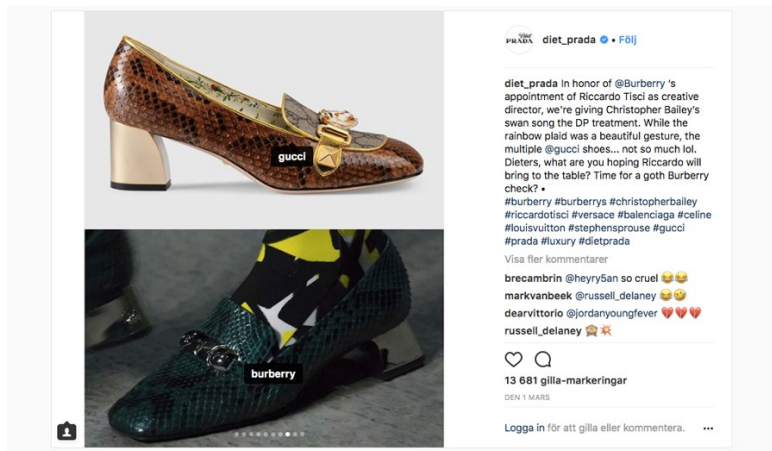 gucci
burberry
Diet
PRADA
diet_prada • Följ
diet_prada In honor of @Burberry 's
appointment of Riccardo Tisci as creative
director, we're giving Christopher Bailey's
swan song the DP treatment. While the
rainbow plaid was a beautiful gesture, the
multiple @gucci shoes... not so much lol.
Dieters, what are you hoping Riccardo will
bring to the table? Time for a goth Burberry
check? •
#burberry #burberrys #christopherbailey
#riccardotisci #versace #balenciaga #celine
#louisvuitton #stephensprouse #gucci
#prada #luxury #dietprada
Visa fler kommentarer
brecambrin @heyry5an so cruel 😂😂
markvanbeek @russell_delaney 😂🤣
dearvittorio @jordanyoungfever 💔💔💔
russell_delaney 🙈💥
13 681 gilla-markeringar
DEN 1 MARS
Logga in för att gilla eller kommentera.